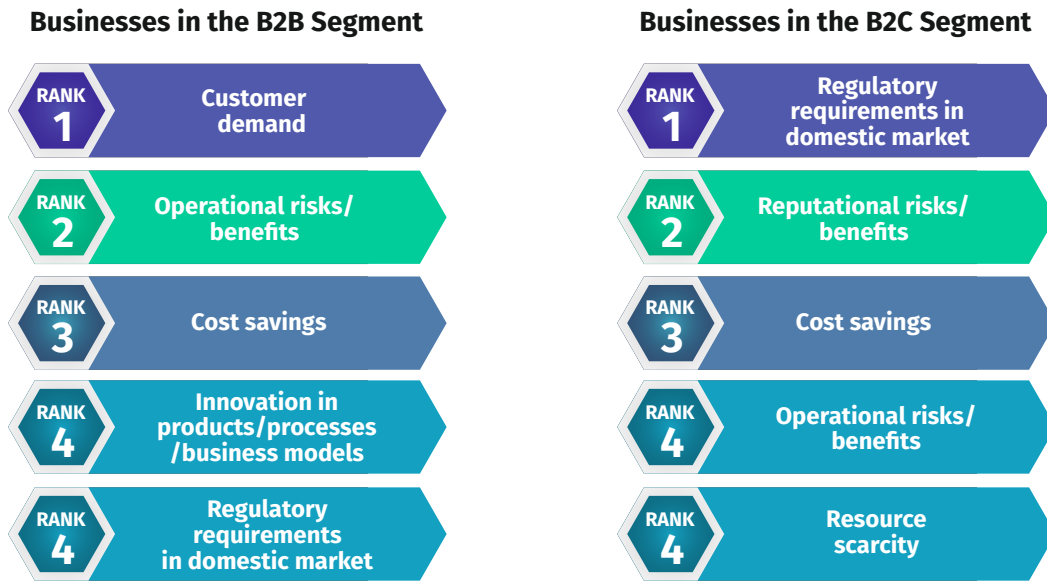 Businesses in the B2B Segment
RANK
1
Customer
demand
RANK
2
Operational risks/
benefits
RANK
3
Cost savings
RANK
4
Innovation in
products/processes
/business models
RANK
4
Regulatory
requirements
in domestic market
Businesses in the B2C Segment
RANK
1
Regulatory
requirements in
domestic market
RANK
2
Reputational risks/
benefits
RANK
3
Cost savings
RANK
4
Operational risks/
benefits
RANK
4
Resource
scarcity